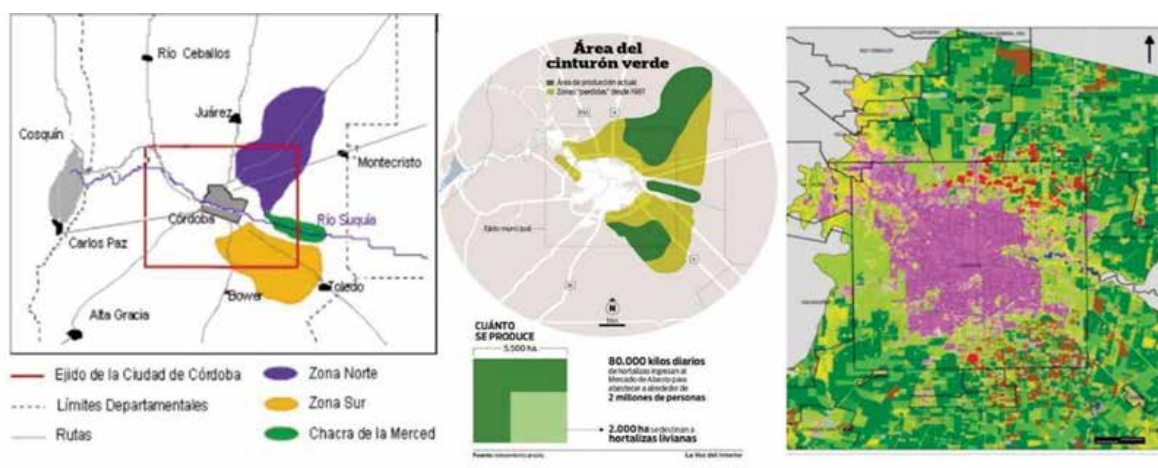 Río Ceballos
Juárez
Cosquín
Montecristo
Córdoba
Río Suquía
Carlos Paz
Bower
Toledo
Alta Gracia
Ejido de la Ciudad de Córdoba
Límites Departamentales
Rutas
Zona Norte
Zona Sur
Chacra de la Merced
Área del
cinturón verde
Área de producción actual
Zonas "perdidas" desde 1987
Ejido municipal
N
CUÁNTO
SE PRODUCE
5.500 ha.
80.000 kilos diarios
de hortalizas ingresan al
Mercado de Abasto para
abastecer a alrededor de
2 millones de personas
2.000 ha se destinan a
hortalizas livianas
La Voz del Interior